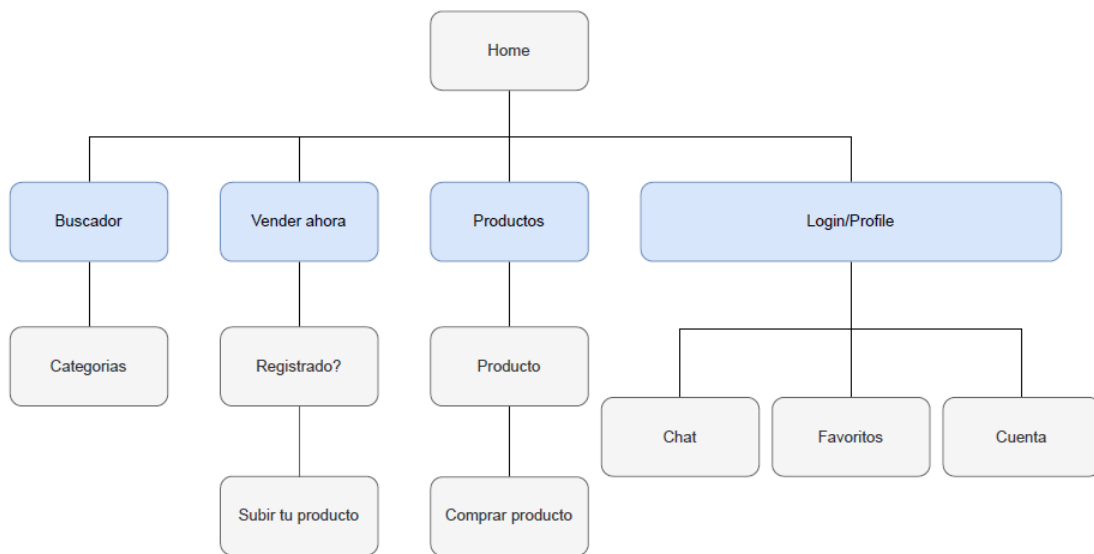 Home
Buscador
Vender ahora
Productos
Login/Profile
Categorias
Registrado?
Producto
Chat
Favoritos
Cuenta
Subir tu producto
Comprar producto